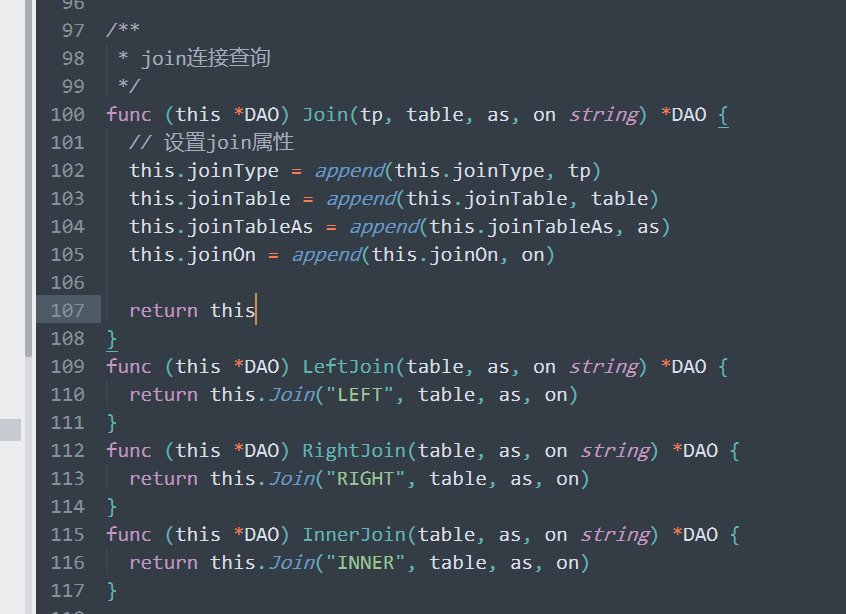 96
97 /**
98  * join连接查询
99  */
100 func (this *DAO) Join(tp, table, as, on string) *DAO {
101   // 设置join属性
102   this.joinType = append(this.joinType, tp)
103   this.joinTable = append(this.joinTable, table)
104   this.joinTableAs = append(this.joinTableAs, as)
105   this.joinOn = append(this.joinOn, on)
106
107   return this
108 }
109 func (this *DAO) LeftJoin(table, as, on string) *DAO {
110   return this.Join("LEFT", table, as, on)
111 }
112 func (this *DAO) RightJoin(table, as, on string) *DAO {
113   return this.Join("RIGHT", table, as, on)
114 }
115 func (this *DAO) InnerJoin(table, as, on string) *DAO {
116   return this.Join("INNER", table, as, on)
117 }